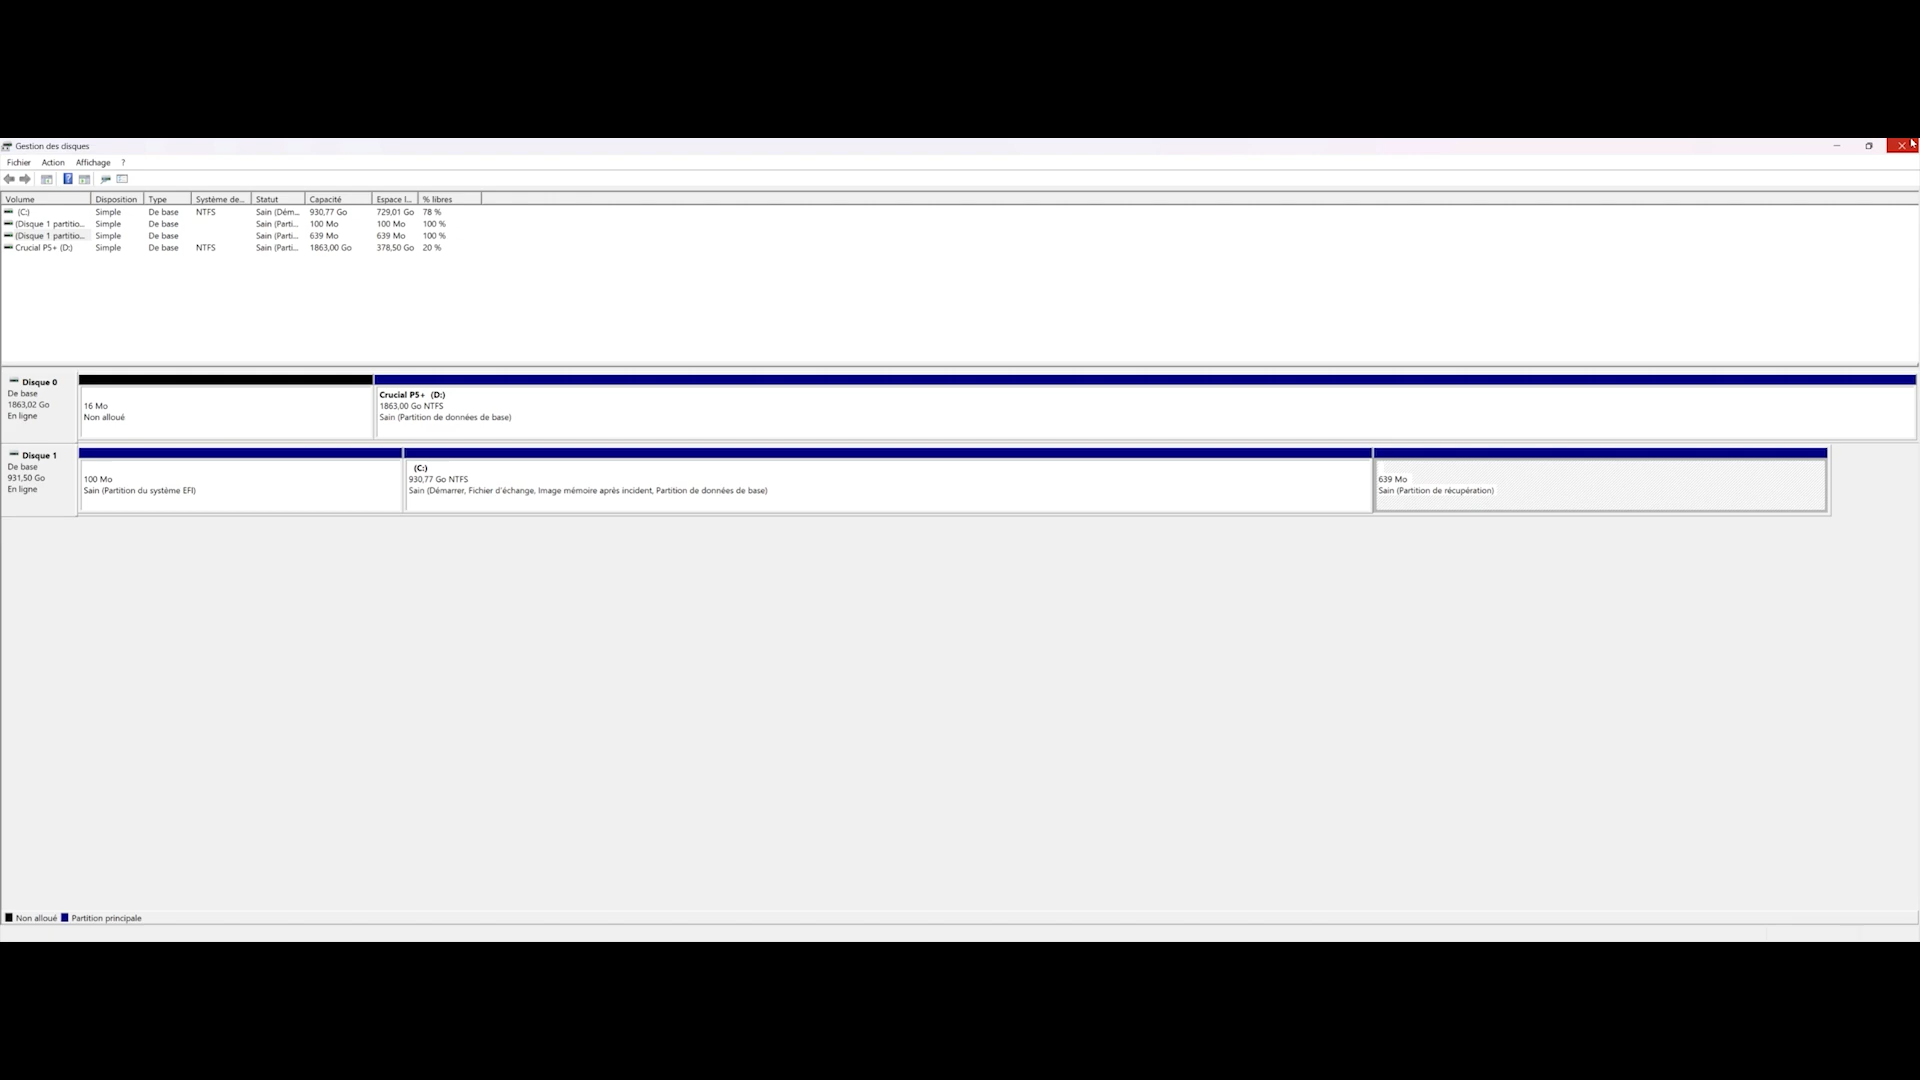 Gestion des disques
Fichier Action Affichage ?
Volume Disposition Type Système de... Statut Capacité Espace l... % libres
(C:) Simple De base NTFS Sain (Dém... 930,77 Go 729,01 Go 78 %
(Disque 1 partitio... Simple De base Sain (Parti... 100 Mo 100 Mo 100 %
(Disque 1 partitio... Simple De base Sain (Parti... 639 Mo 639 Mo 100 %
Crucial P5+ (D:) Simple De base NTFS Sain (Parti... 1863,00 Go 378,50 Go 20 %
Disque 0
De base
1863,02 Go
En ligne
16 Mo
Non alloué
Crucial P5+ (D:)
1863,00 Go NTFS
Sain (Partition de données de base)
Disque 1
De base
931,50 Go
En ligne
100 Mo
Sain (Partition du système EFI)
(C:)
930,77 Go NTFS
Sain (Démarrer, Fichier d'échange, Image mémoire après incident, Partition de données de base)
639 Mo
Sain (Partition de récupération)
Non alloué Partition principale